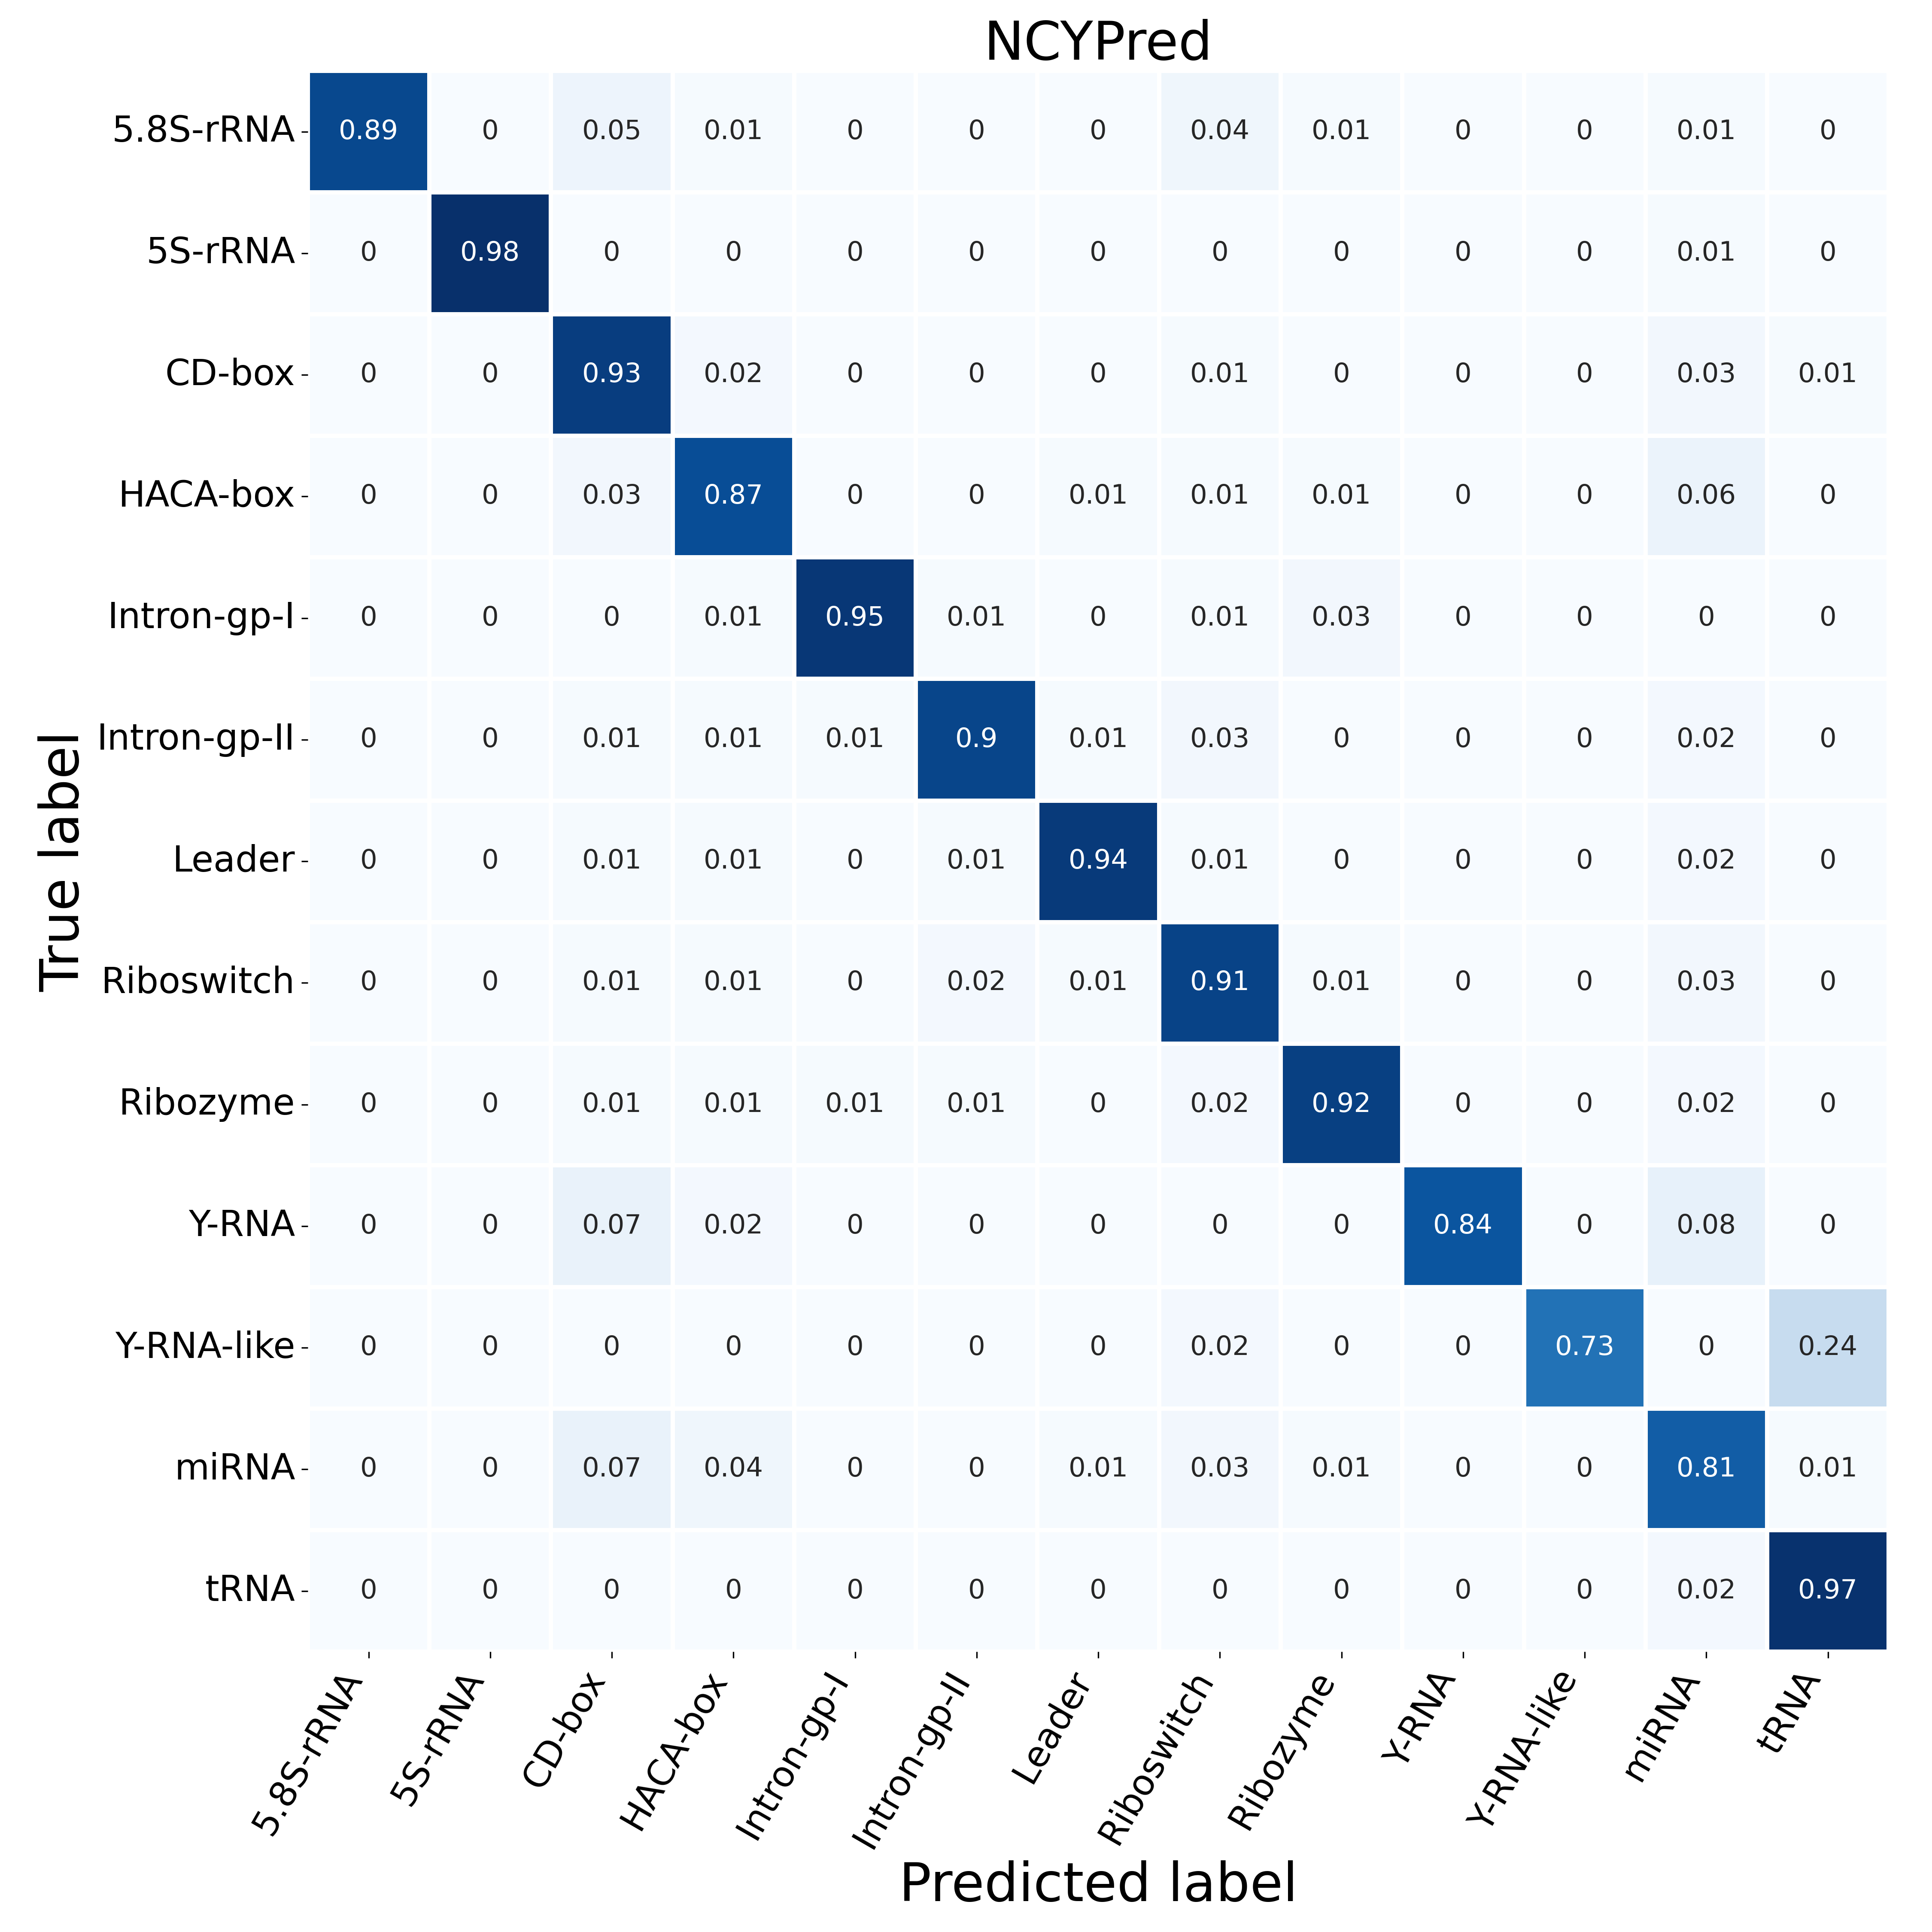 NCYPred
5.8S-rRNA 0.89 0 0.05 0.01 0 0 0 0.04 0.01 0 0 0.01 0
5S-rRNA 0 0.98 0 0 0 0 0 0 0 0 0 0.01 0
CD-box 0 0 0.93 0.02 0 0 0 0.01 0 0 0 0.03 0.01
HACA-box 0 0 0.03 0.87 0 0 0.01 0.01 0.01 0 0 0.06 0
Intron-gp-I 0 0 0 0.01 0.95 0.01 0 0.01 0.03 0 0 0 0
Intron-gp-II 0 0 0.01 0.01 0.01 0.9 0.01 0.03 0 0 0 0.02 0
Leader 0 0 0.01 0.01 0 0.01 0.94 0.01 0 0 0 0.02 0
Riboswitch 0 0 0.01 0.01 0 0.02 0.01 0.91 0.01 0 0 0.03 0
Ribozyme 0 0 0.01 0.01 0.01 0.01 0 0.02 0.92 0 0 0.02 0
Y-RNA 0 0 0.07 0.02 0 0 0 0 0 0.84 0 0.08 0
Y-RNA-like 0 0 0 0 0 0 0 0.02 0 0 0.73 0 0.24
miRNA 0 0 0.07 0.04 0 0 0.01 0.03 0.01 0 0 0.81 0.01
tRNA 0 0 0 0 0 0 0 0 0 0 0 0.02 0.97
True label
5.8S-rRNA 5S-rRNA CD-box HACA-box Intron-gp-I Intron-gp-II Leader Riboswitch Ribozyme Y-RNA Y-RNA-like miRNA tRNA
Predicted label